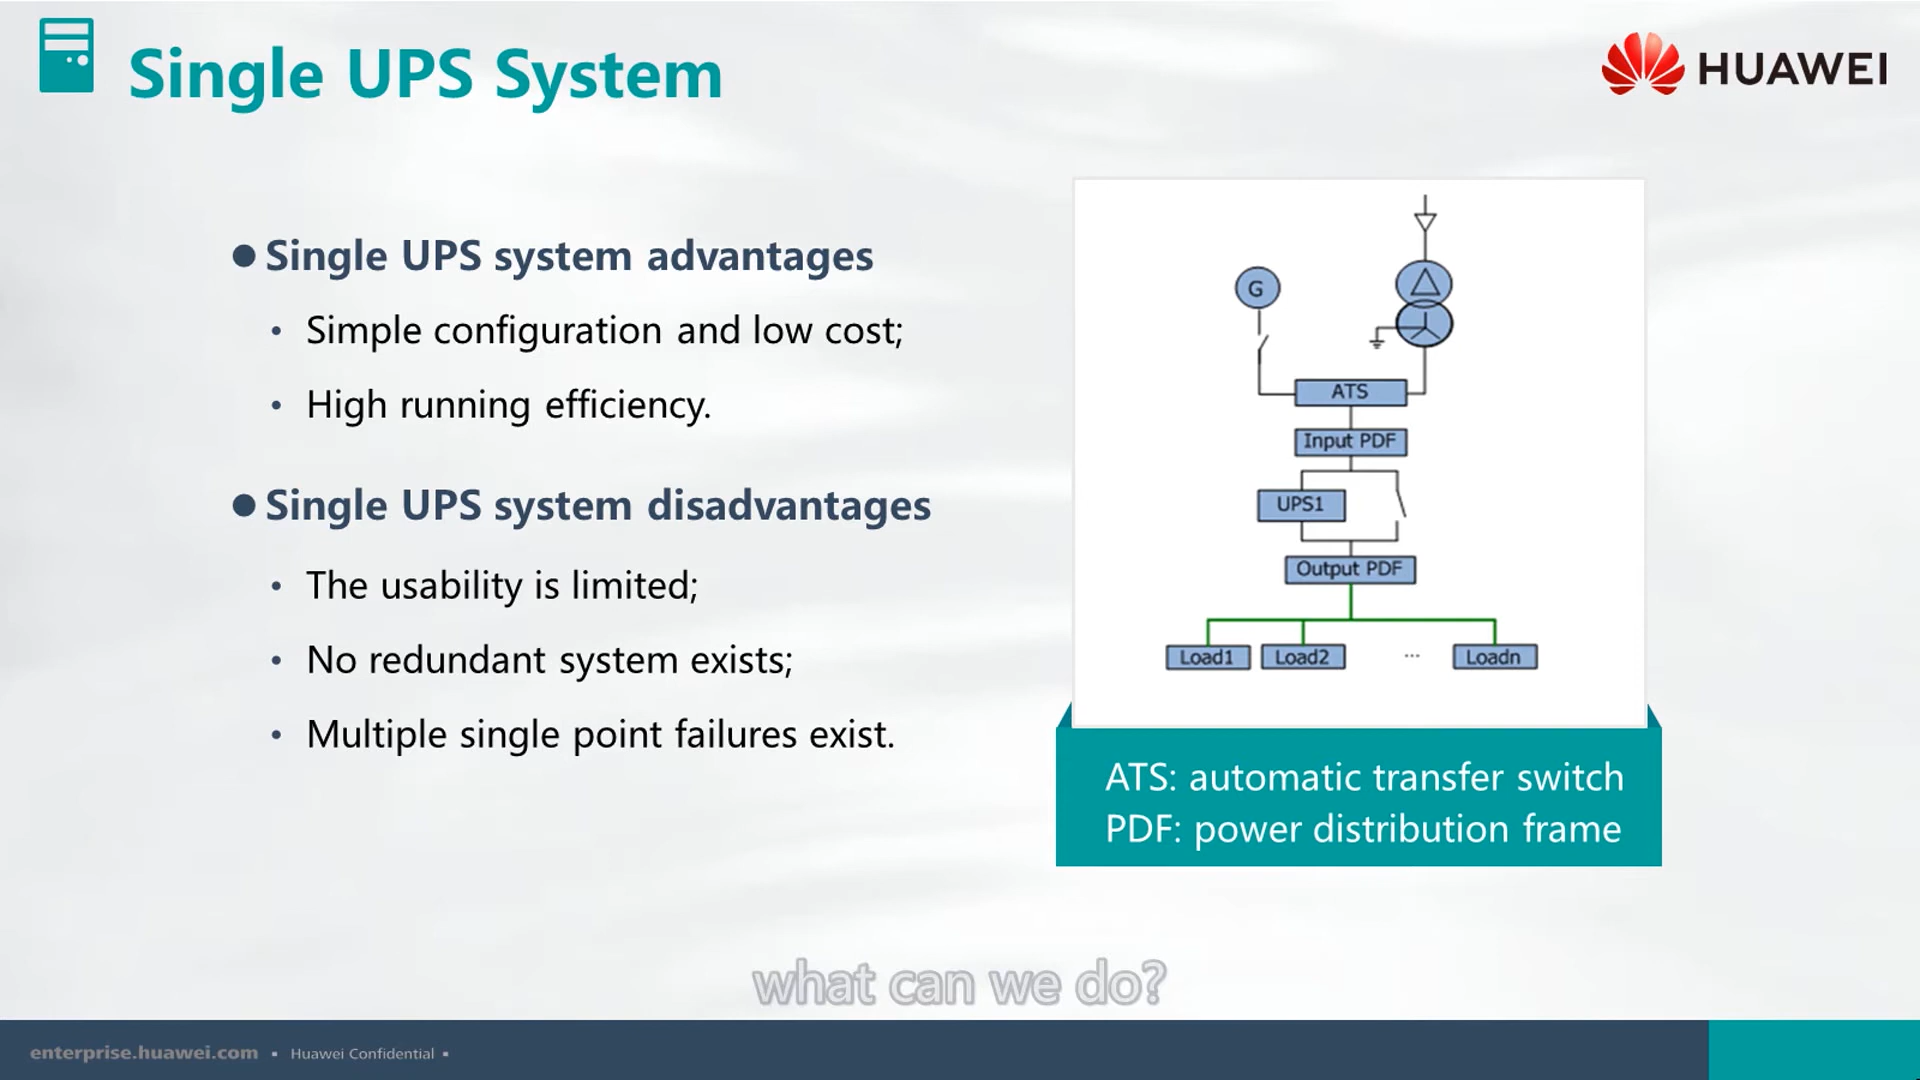 Single UPS System
HUAWEI
● Single UPS system advantages
• Simple configuration and low cost;
• High running efficiency.
● Single UPS system disadvantages
• The usability is limited;
• No redundant system exists;
• Multiple single point failures exist.
G
ATS
Input PDF
UPS1
Output PDF
Load1 Load2 ... Loadn
ATS: automatic transfer switch
PDF: power distribution frame
what can we do?
enterprise.huawei.com ▪ Huawei Confidential ▪